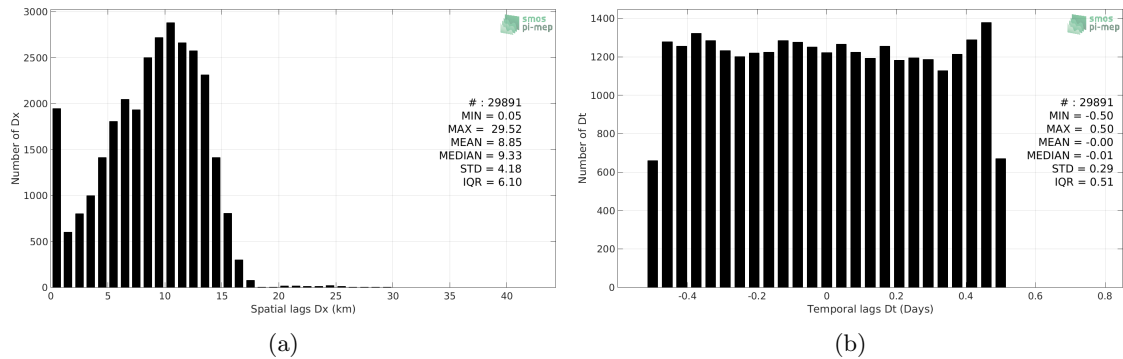 3000
2500
2000
1500
1000
500
0
Number of Dx
0 5 10 15 20 25 30 35 40
Spatial lags Dx (km)
smos
pi-mep
# : 29891
MIN = 0.05
MAX = 29.52
MEAN = 8.85
MEDIAN = 9.33
STD = 4.18
IQR = 6.10
(a)
1400
1200
1000
800
600
400
200
0
Number of Dt
-0.4 -0.2 0 0.2 0.4 0.6 0.8
Temporal lags Dt (Days)
smos
pi-mep
# : 29891
MIN = -0.50
MAX = 0.50
MEAN = -0.00
MEDIAN = -0.01
STD = 0.29
IQR = 0.51
(b)